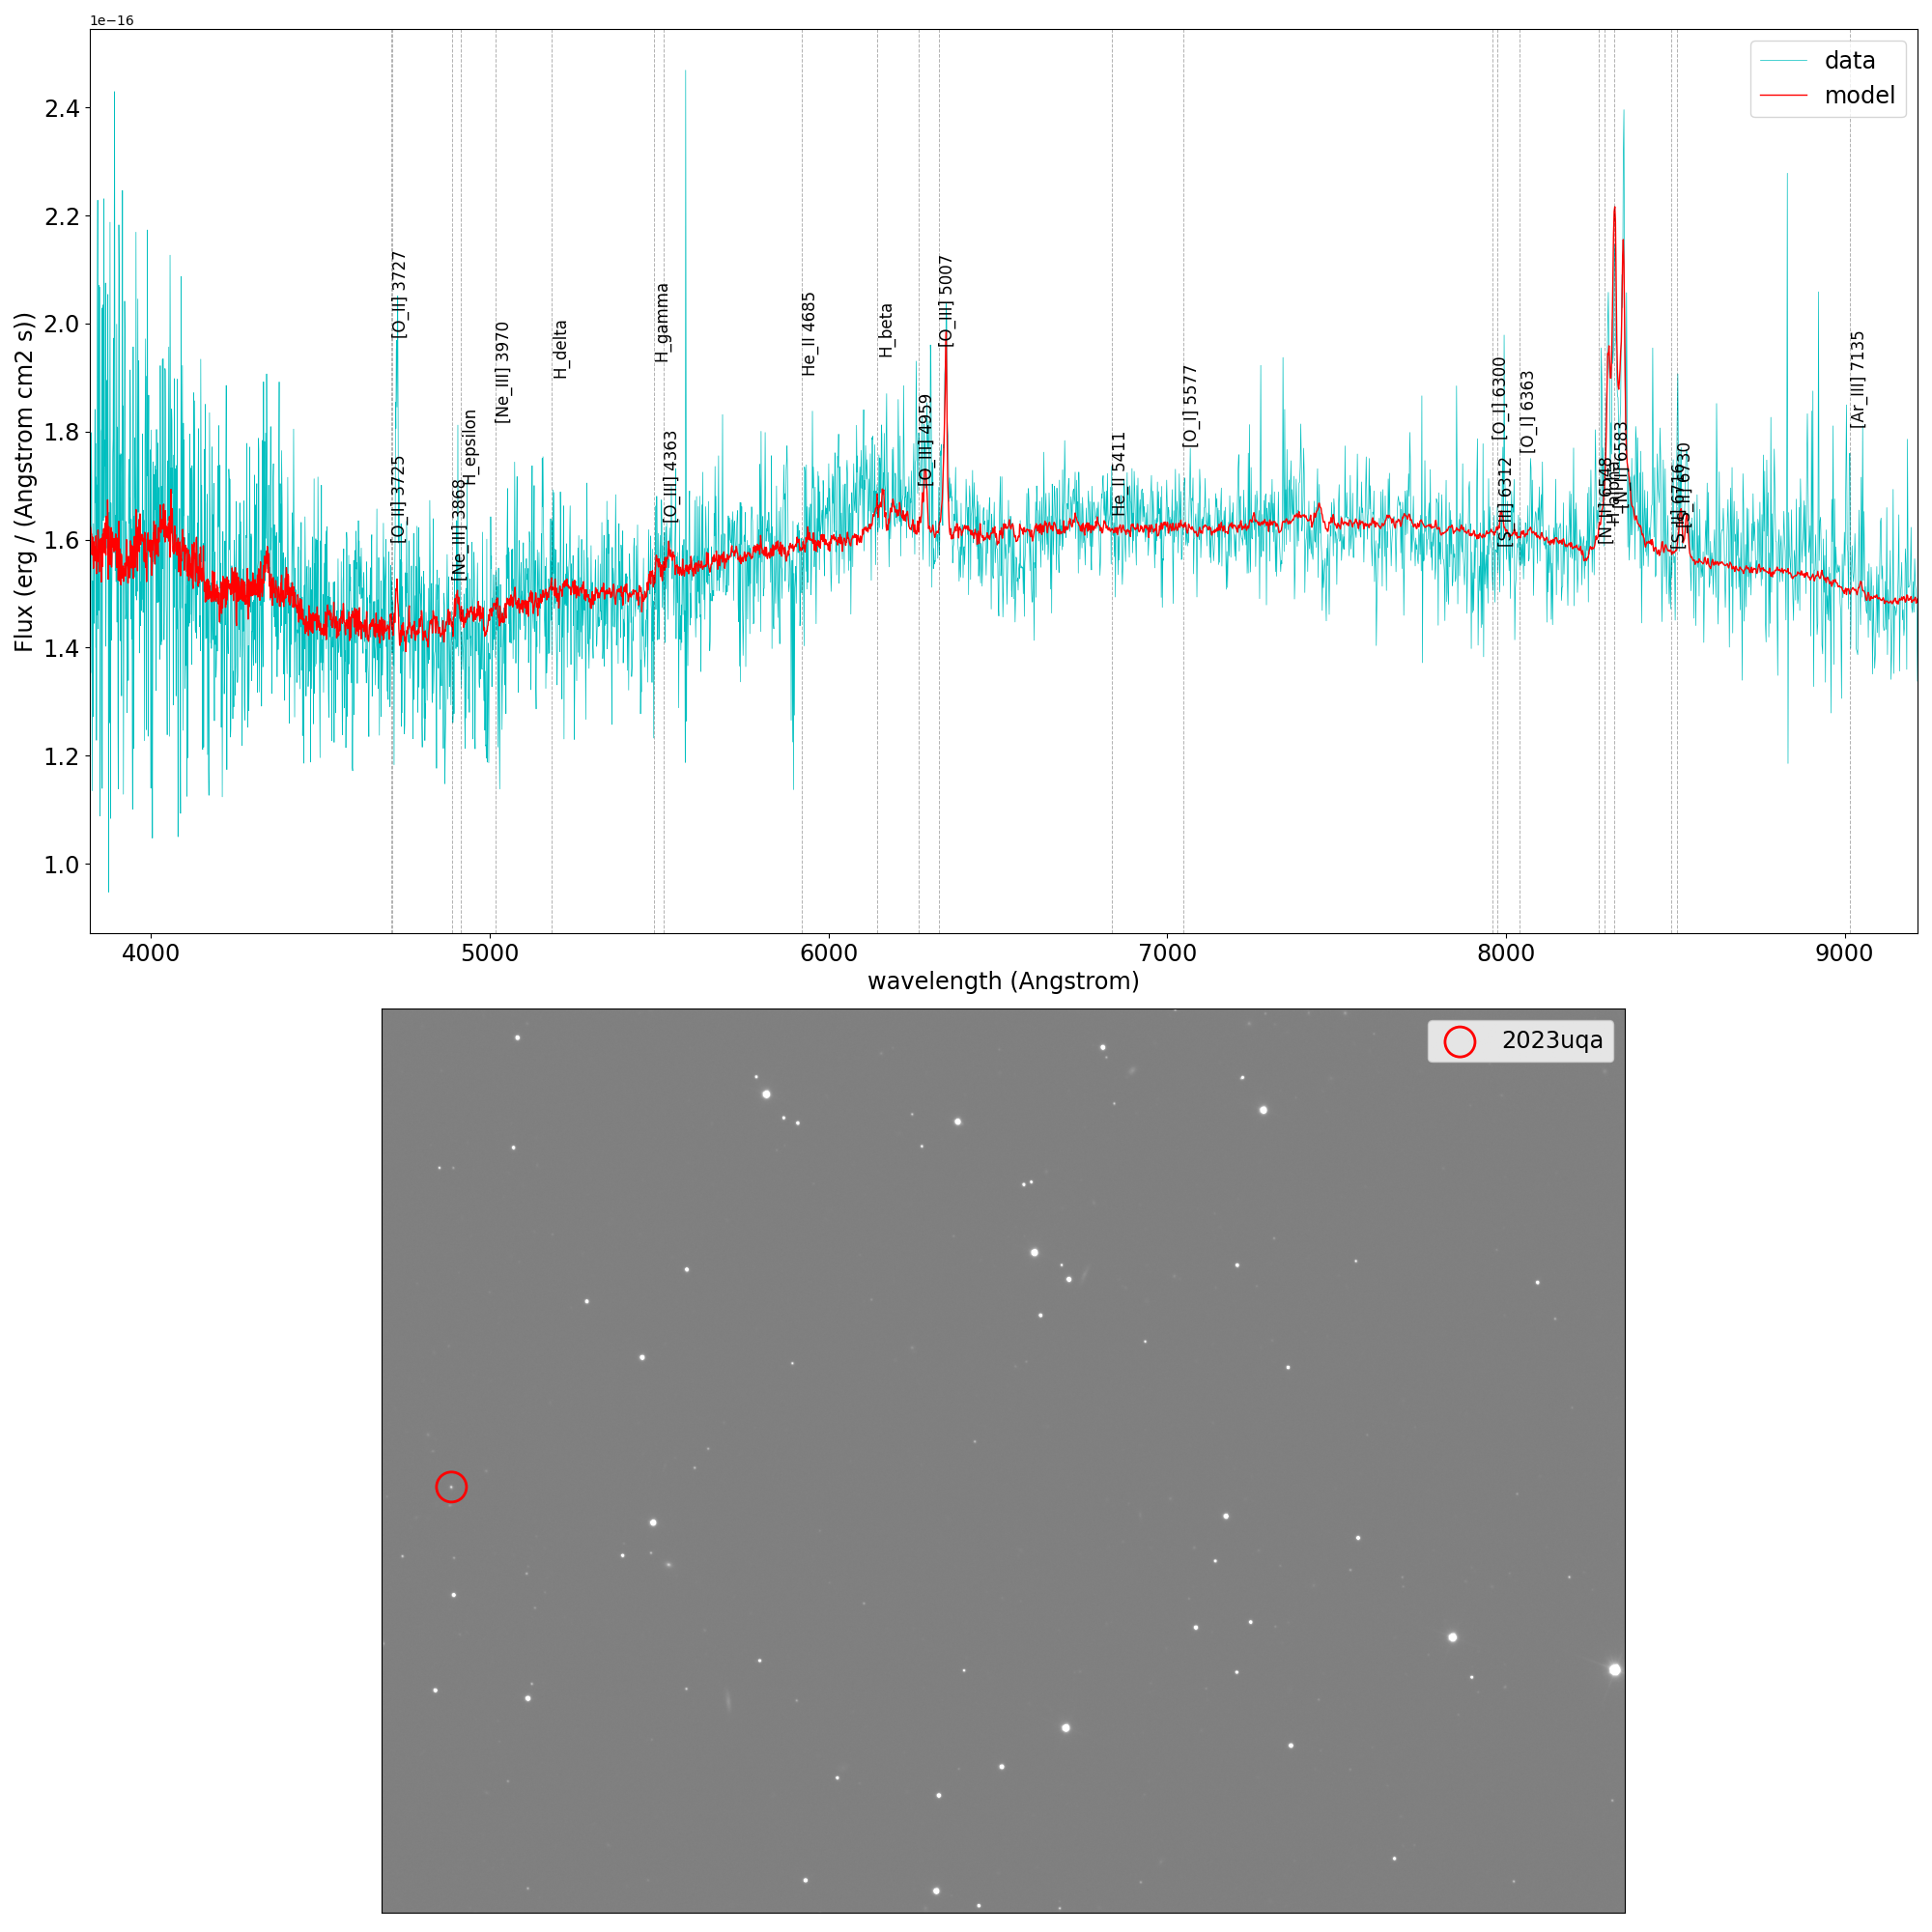 1e−16
data
model
2.4
2.2
2.0
1.8
1.6
1.4
1.2
1.0
Flux (erg / (Angstrom cm2 s))
[O_II] 3725
[O_II] 3727
[Ne_III] 3868
H_epsilon
[Ne_III] 3970
H_delta
H_gamma
[O_III] 4363
He_II 4685
H_beta
[O_III] 4959
[O_III] 5007
He_II 5411
[O_I] 5577
[O_I] 6300
[S_III] 6312
[O_I] 6363
[N_II] 6548
[N_II] 6583
[S_II] 6716
[S_II] 6730
[Ar_III] 7135
4000
5000
6000
7000
8000
9000
wavelength (Angstrom)
2023uqa